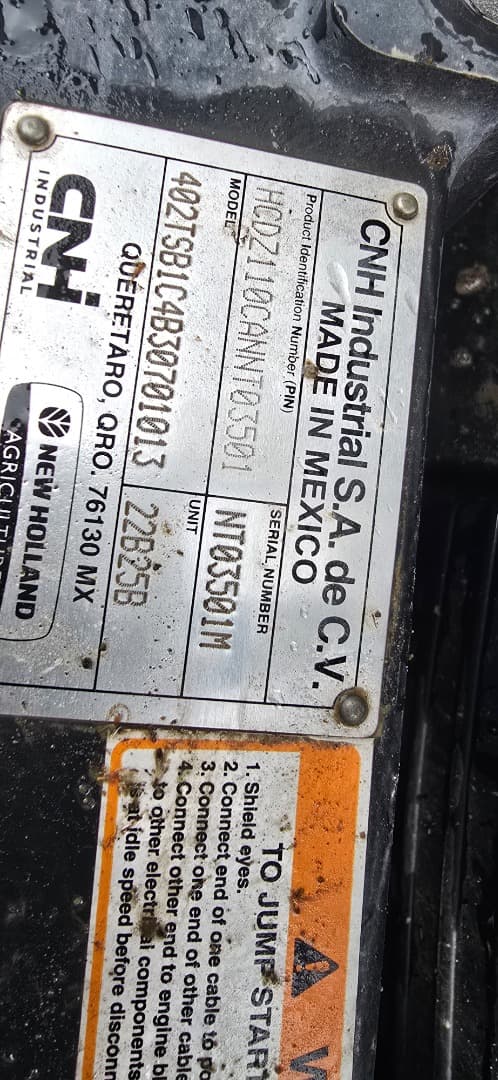 CNH Industrial S.A. de C.V.
MADE IN MEXICO
Product Identification Number (PIN)
HCDZ110CANNT03501
SERIAL NUMBER
NT03501M
MODEL
402TSB1C4B30701013
UNIT
22B25B
QUERETARO, QRO. 76130 MX
CNH
INDUSTRIAL
NEW HOLLAND
TO JUMP START
1. Shield eyes.
2. Connect end of one cable to
3. Connect one end of other cable
4. Connect other end to engine
to other electrical components
is at idle speed before